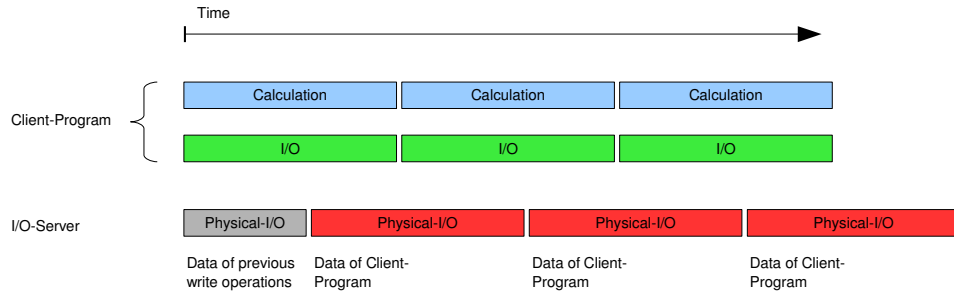 Time
Client-Program
Calculation Calculation Calculation
I/O I/O I/O
I/O-Server
Physical-I/O Physical-I/O Physical-I/O Physical-I/O
Data of previous
write operations
Data of Client-
Program
Data of Client-
Program
Data of Client-
Program